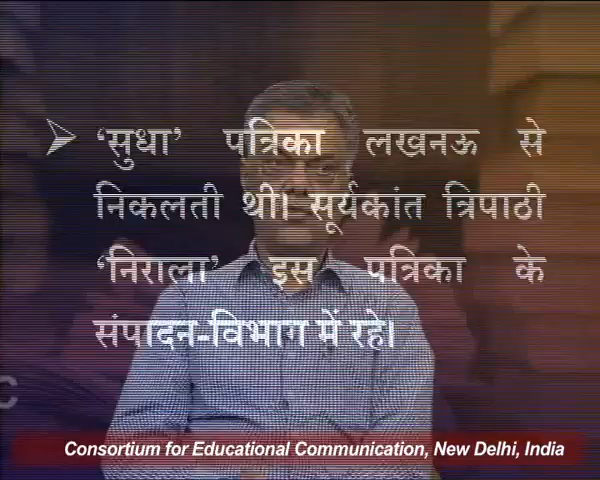 ‘सुधा’ पत्रिका लखनऊ से
निकलती थी। सूर्यकांत त्रिपाठी
‘निराला’ इस पत्रिका के
संपादन-विभाग में रहे।
C
Consortium for Educational Communication, New Delhi, India